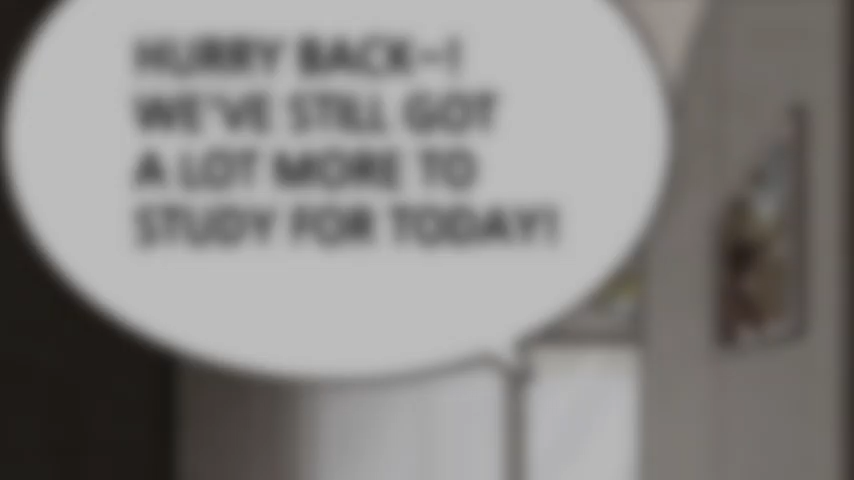 HURRY BACK~!
WE'VE STILL GOT
A LOT MORE TO
STUDY FOR TODAY!